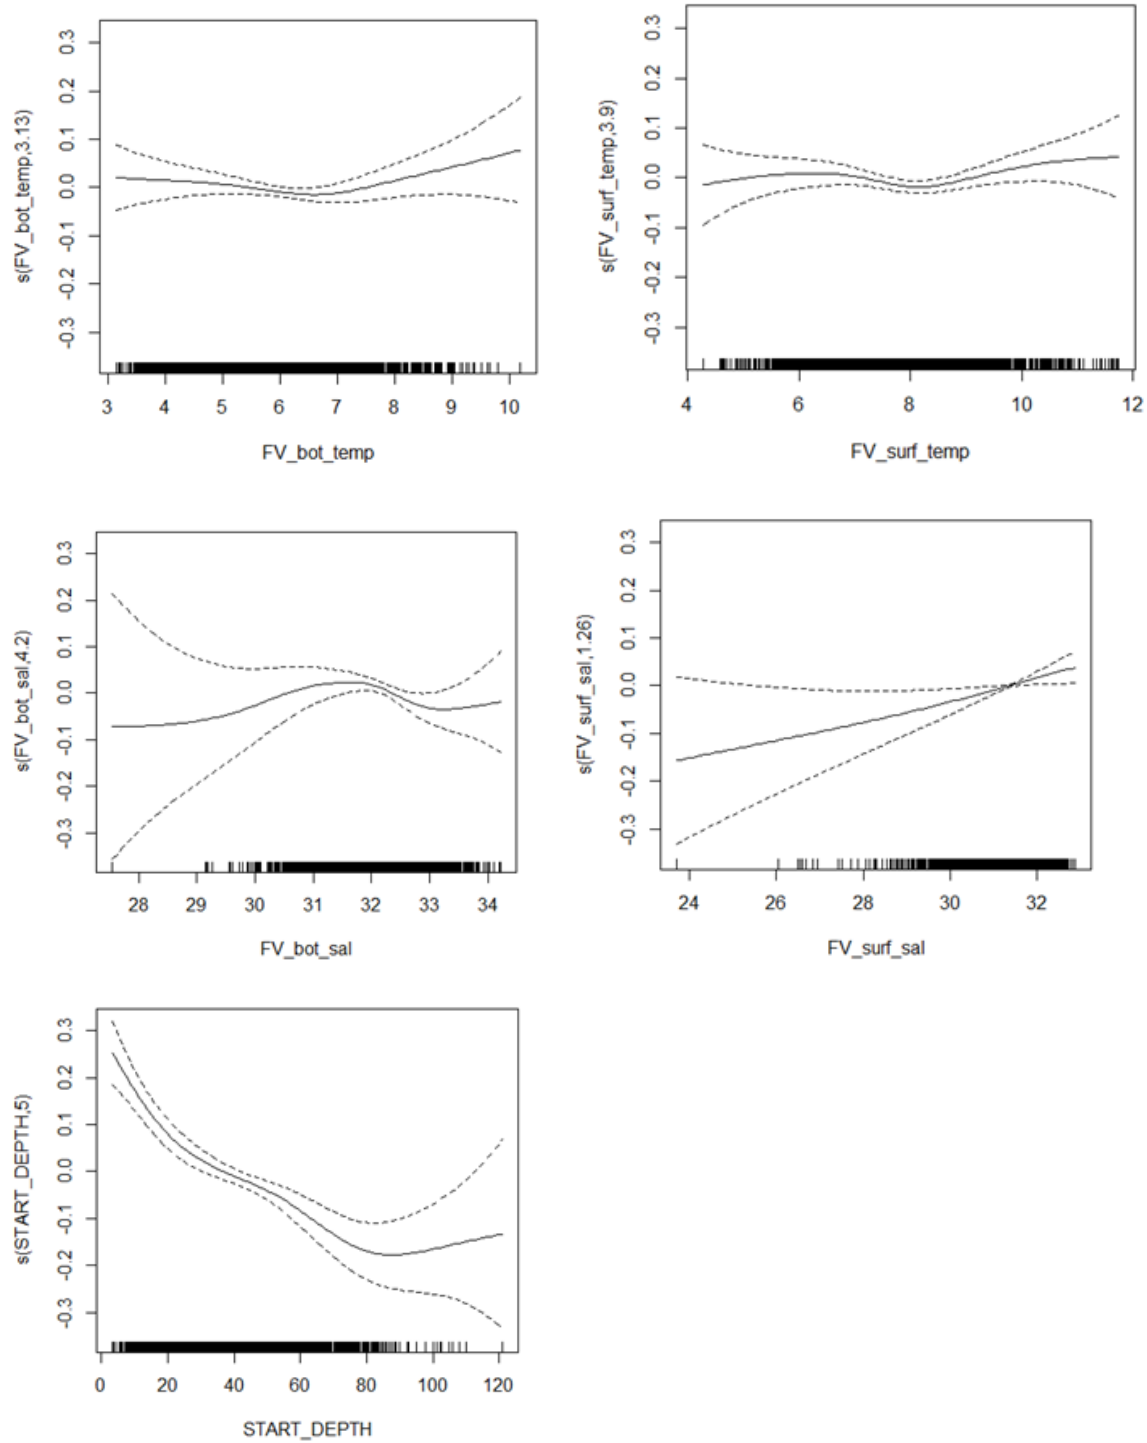 s(FV_bot_temp,3.13)
0.3
0.2
0.1
0.0
-0.1
-0.2
-0.3
3 4 5 6 7 8 9 10
FV_bot_temp
s(FV_surf_temp,3.9)
0.3
0.2
0.1
0.0
-0.1
-0.2
-0.3
4 6 8 10 12
FV_surf_temp
s(FV_bot_sal,4.2)
0.3
0.2
0.1
0.0
-0.1
-0.2
-0.3
28 29 30 31 32 33 34
FV_bot_sal
s(FV_surf_sal,1.26)
0.3
0.2
0.1
0.0
-0.1
-0.2
-0.3
24 26 28 30 32
FV_surf_sal
s(START_DEPTH,5)
0.3
0.2
0.1
0.0
-0.1
-0.2
-0.3
0 20 40 60 80 100 120
START_DEPTH